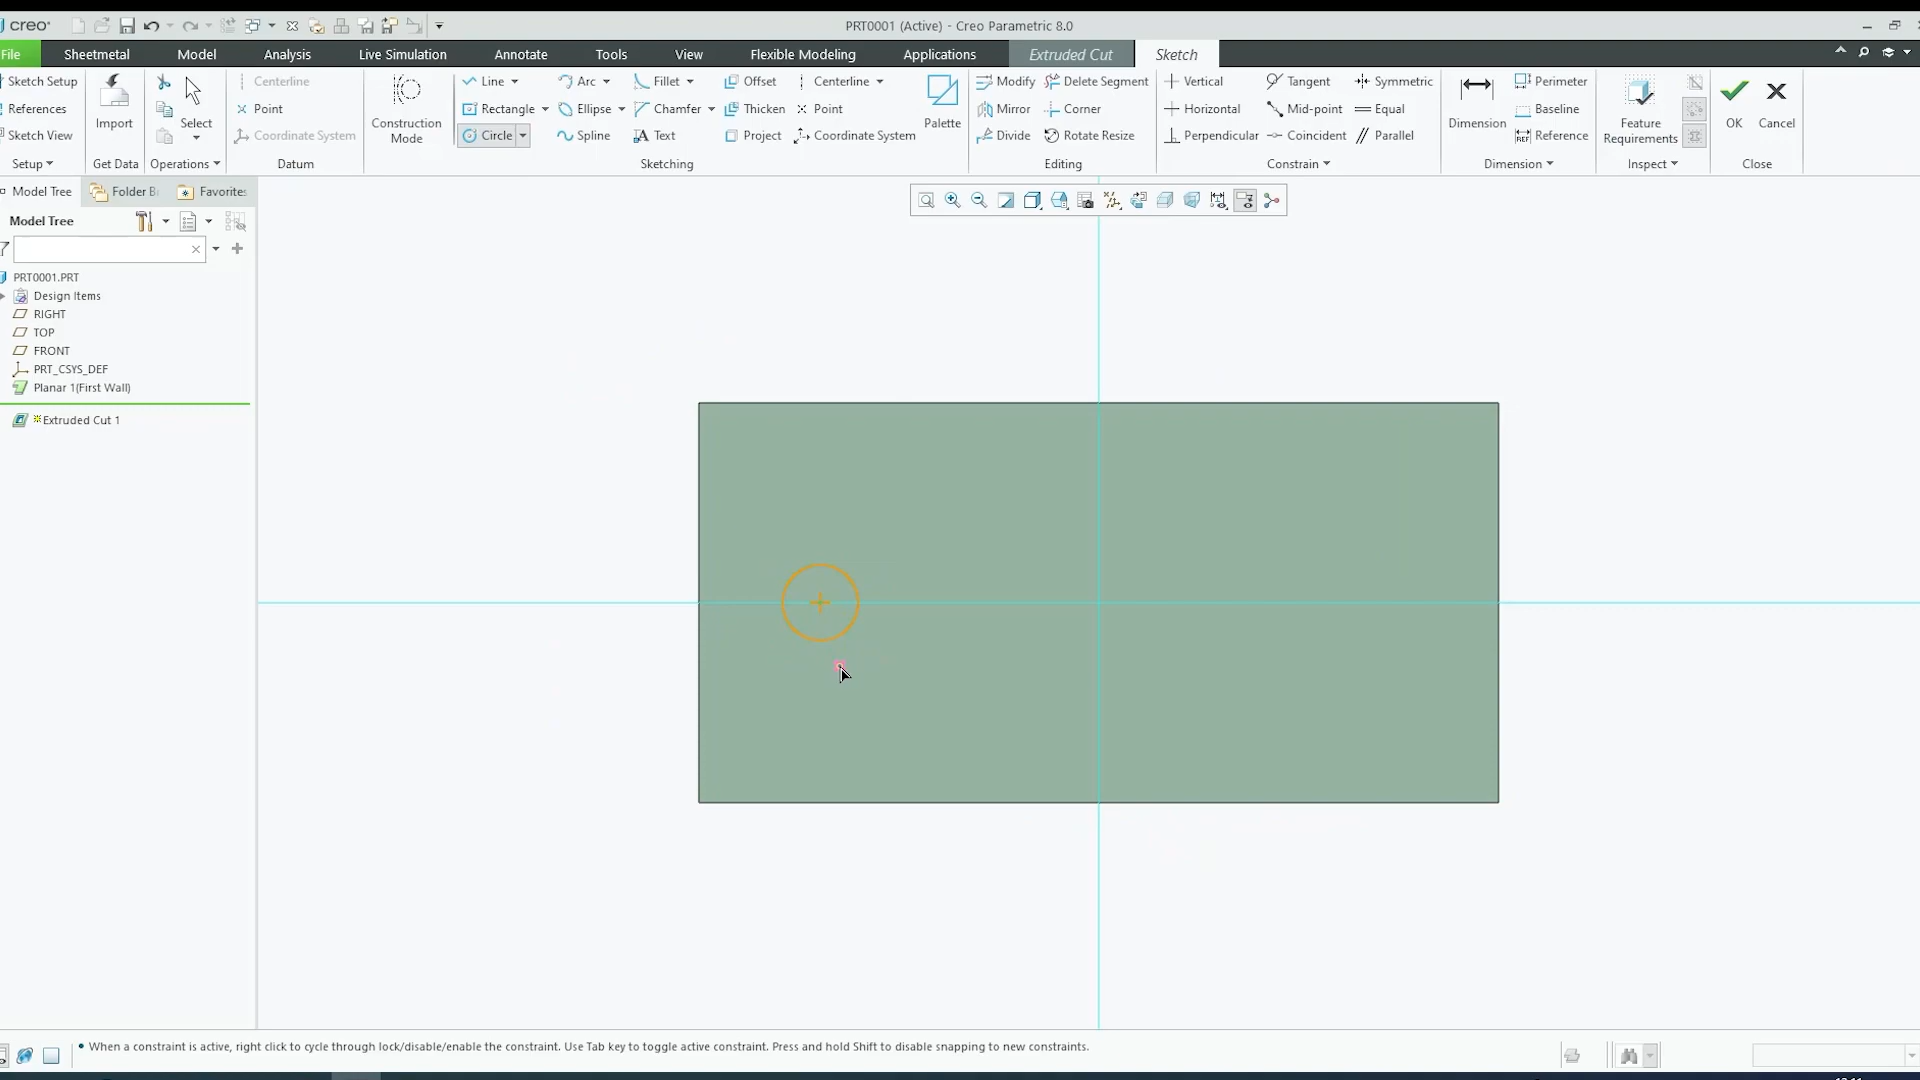 creo PRT0001 (Active) - Creo Parametric 8.0
File Sheetmetal Model Analysis Live Simulation Annotate Tools View Flexible Modeling Applications Extruded Cut Sketch
Sketch Setup Import Select Centerline Construction Mode Line Arc Fillet Offset Centerline Palette Modify Delete Segment Vertical Tangent Symmetric Dimension Perimeter Feature Requirements OK Cancel
References Point Rectangle Ellipse Chamfer Thicken Point Mirror Corner Horizontal Mid-point Equal Baseline
Sketch View Coordinate System Circle Spline Text Project Coordinate System Divide Rotate Resize Perpendicular Coincident Parallel Reference
Setup Get Data Operations Datum Sketching Editing Constrain Dimension Inspect Close
Model Tree Folder B Favorite
Model Tree
PRT0001.PRT
Design Items
RIGHT
TOP
FRONT
PRT_CSYS_DEF
Planar 1(First Wall)
Extruded Cut 1
When a constraint is active, right click to cycle through lock/disable/enable the constraint. Use Tab key to toggle active constraint. Press and hold Shift to disable snapping to new constraints.